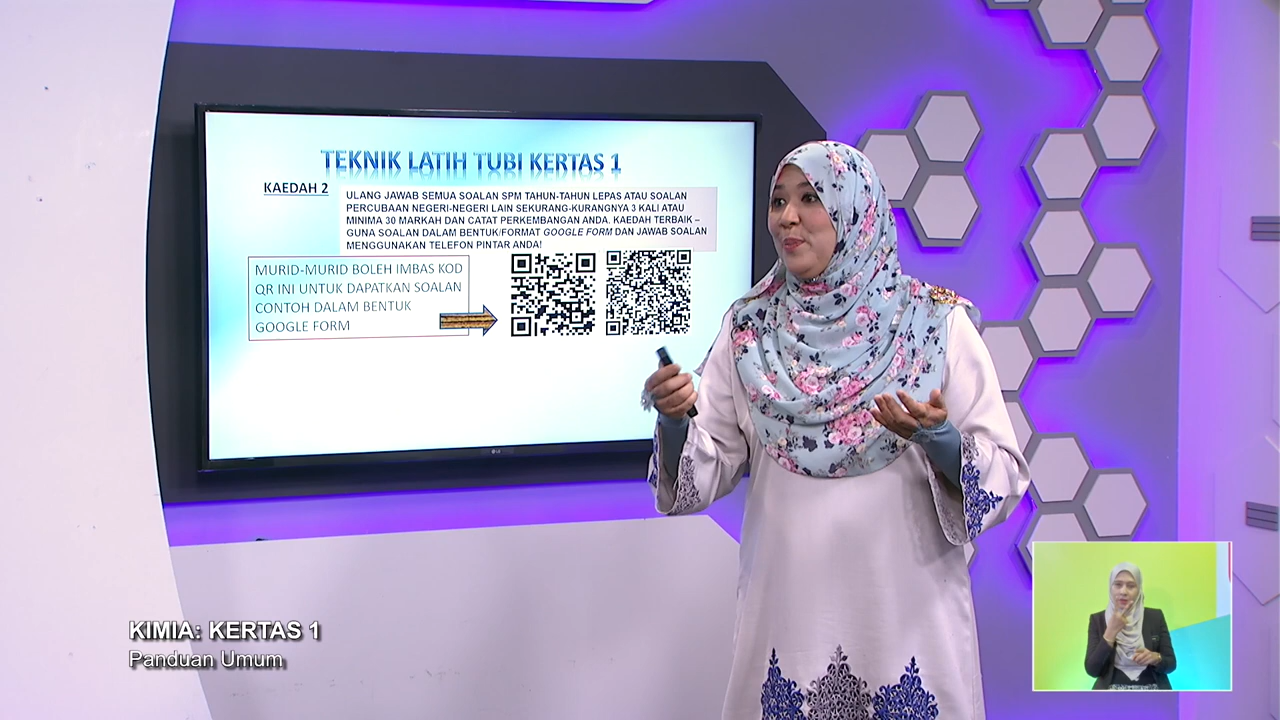 TEKNIK LATIH TUBI KERTAS 1
KAEDAH 2
ULANG JAWAB SEMUA SOALAN SPM TAHUN-TAHUN LEPAS ATAU SOALAN
PERCUBAAN NEGERI-NEGERI LAIN SEKURANG-KURANGNYA 3 KALI ATAU
MINIMA 30 MARKAH DAN CATAT PERKEMBANGAN ANDA. KAEDAH TERBAIK –
GUNA SOALAN DALAM BENTUK/FORMAT GOOGLE FORM DAN JAWAB SOALAN
MENGGUNAKAN TELEFON PINTAR ANDA!
MURID-MURID BOLEH IMBAS KOD
QR INI UNTUK DAPATKAN SOALAN
CONTOH DALAM BENTUK
GOOGLE FORM
LG
KIMIA: KERTAS 1
Panduan Umum